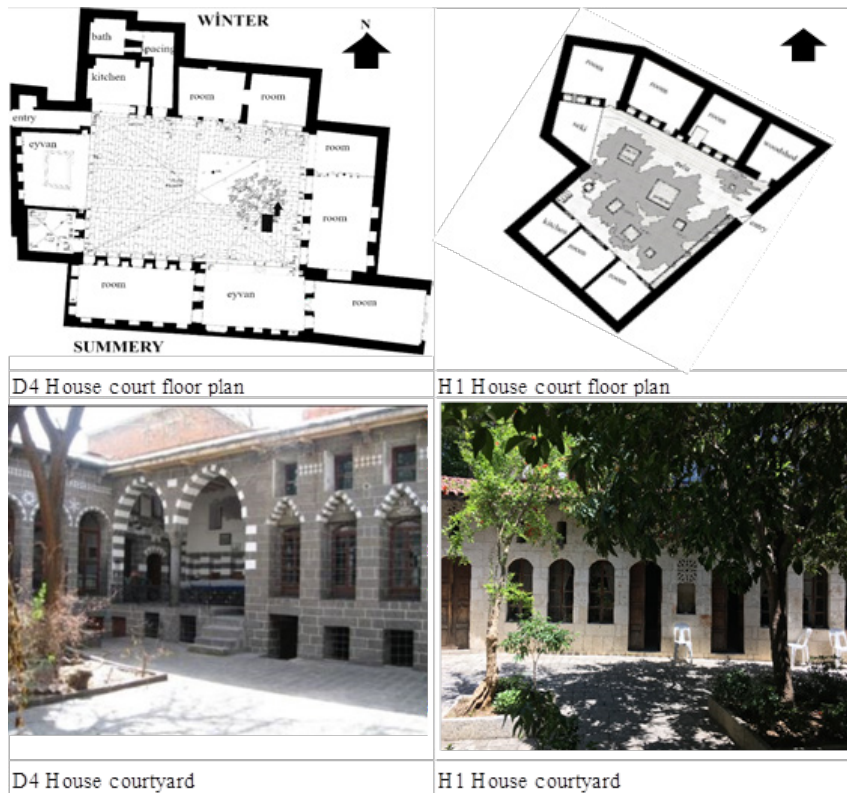 WİNTER
N
bath
spacing
kitchen
room
room
entry
room
eyvan
room
room
eyvan
room
SUMMERY
room
room
room
woodshed
seki
entry
kitchen
room
room
D4 House court floor plan
H1 House court floor plan
D4 House courtyard
H1 House courtyard